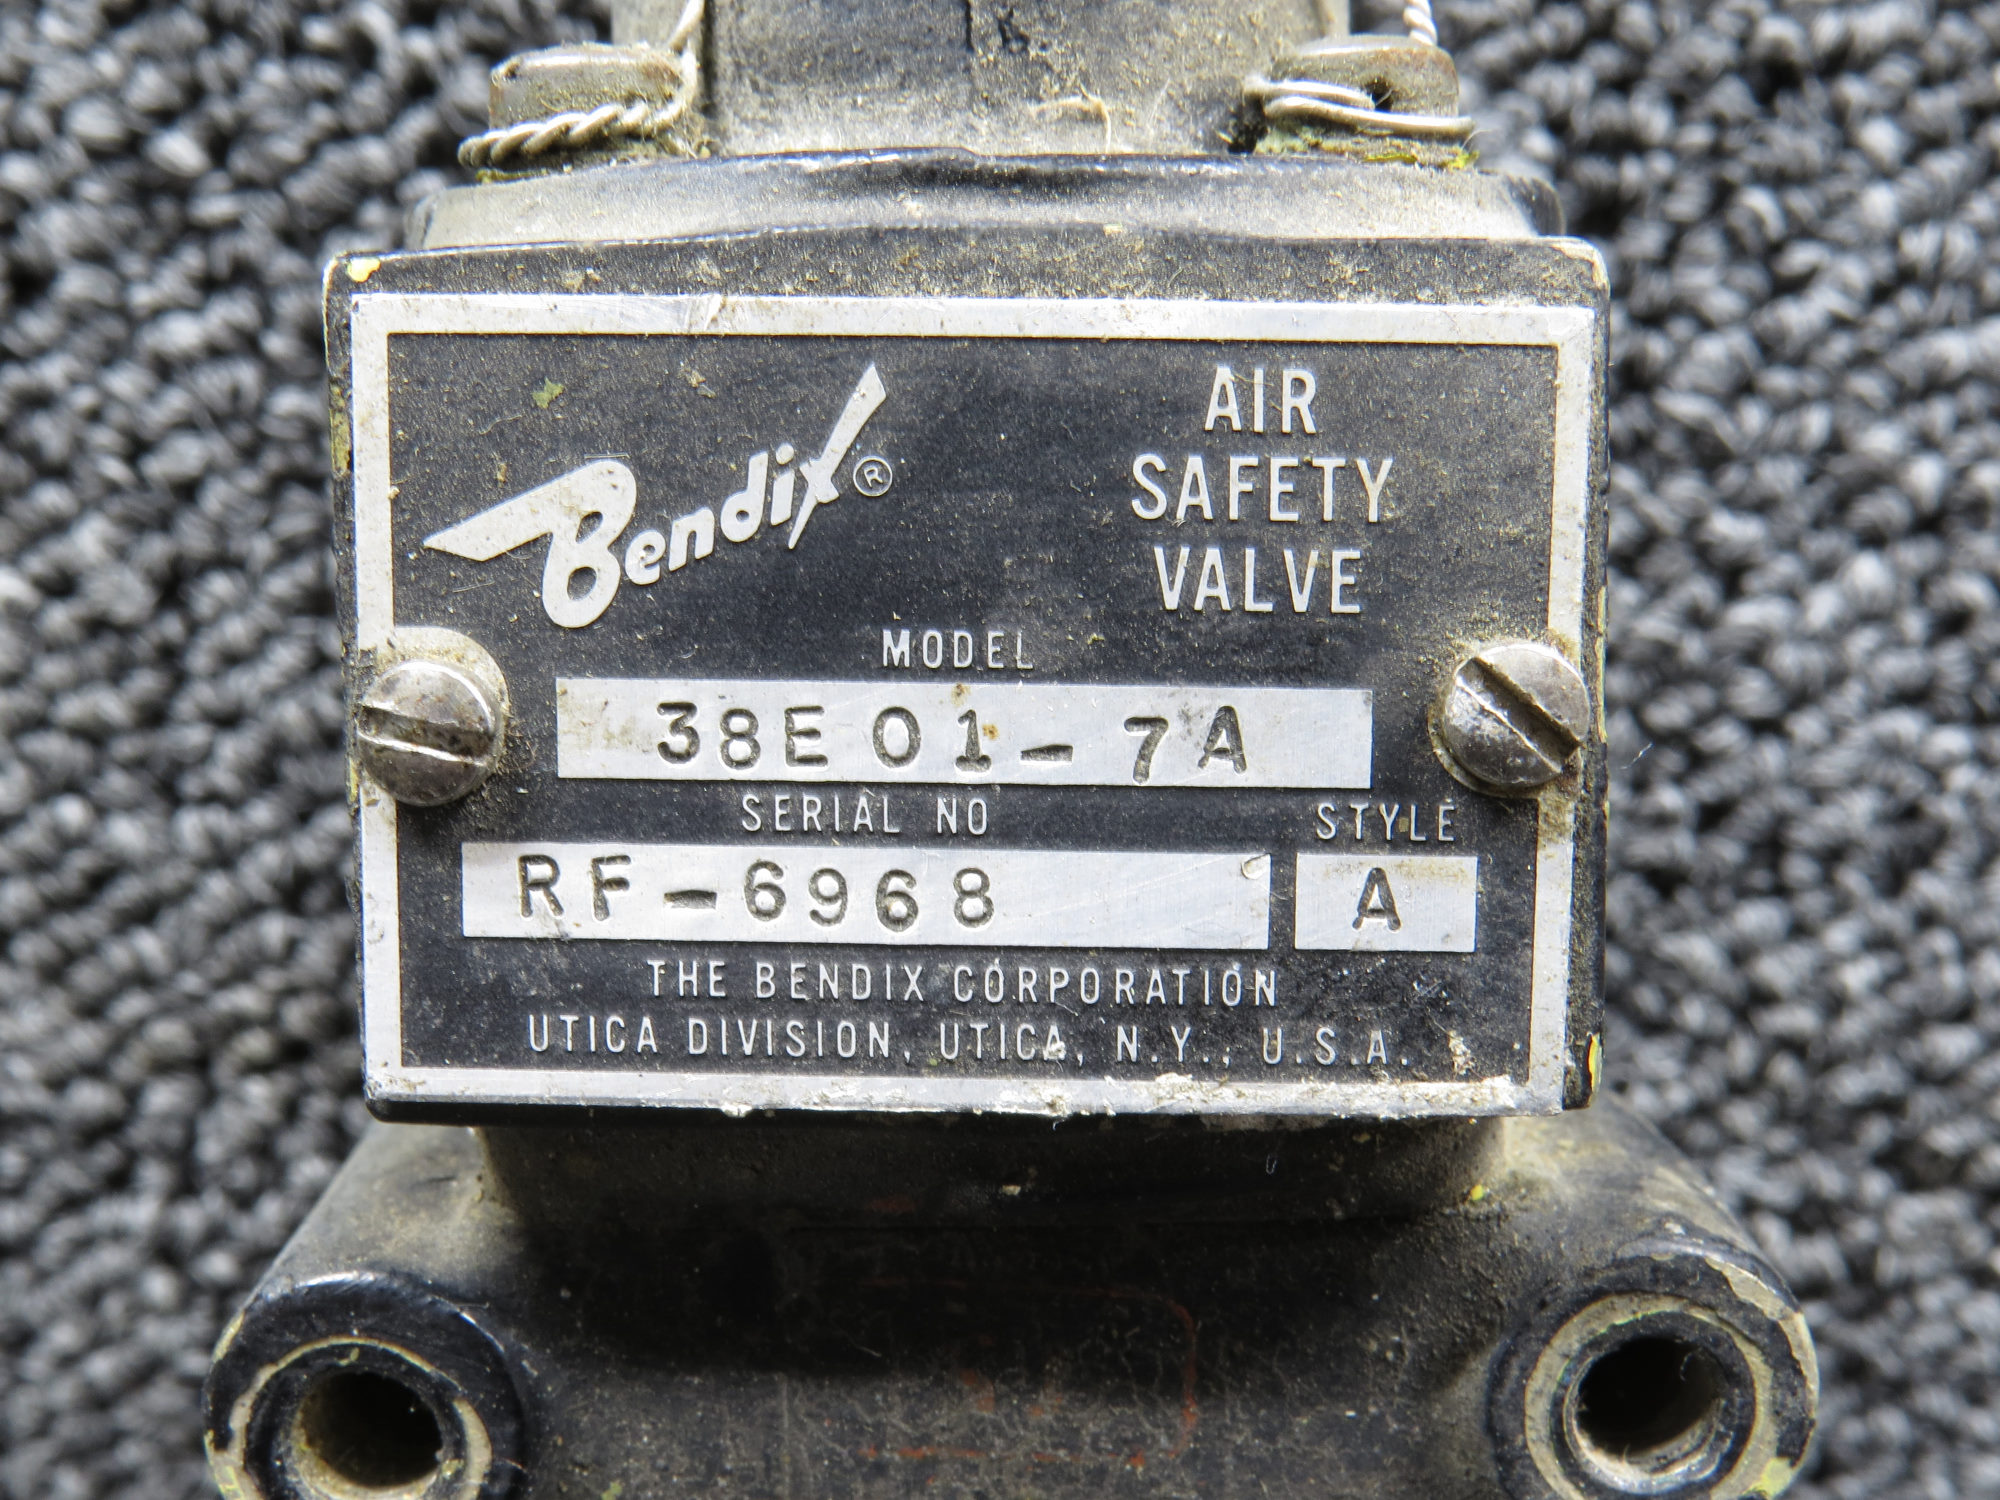 Bendix®
AIR
SAFETY
VALVE
MODEL
38E01-7A
SERIAL NO
RF-6968
STYLE
A
THE BENDIX CORPORATION
UTICA DIVISION, UTICA, N.Y., U.S.A.